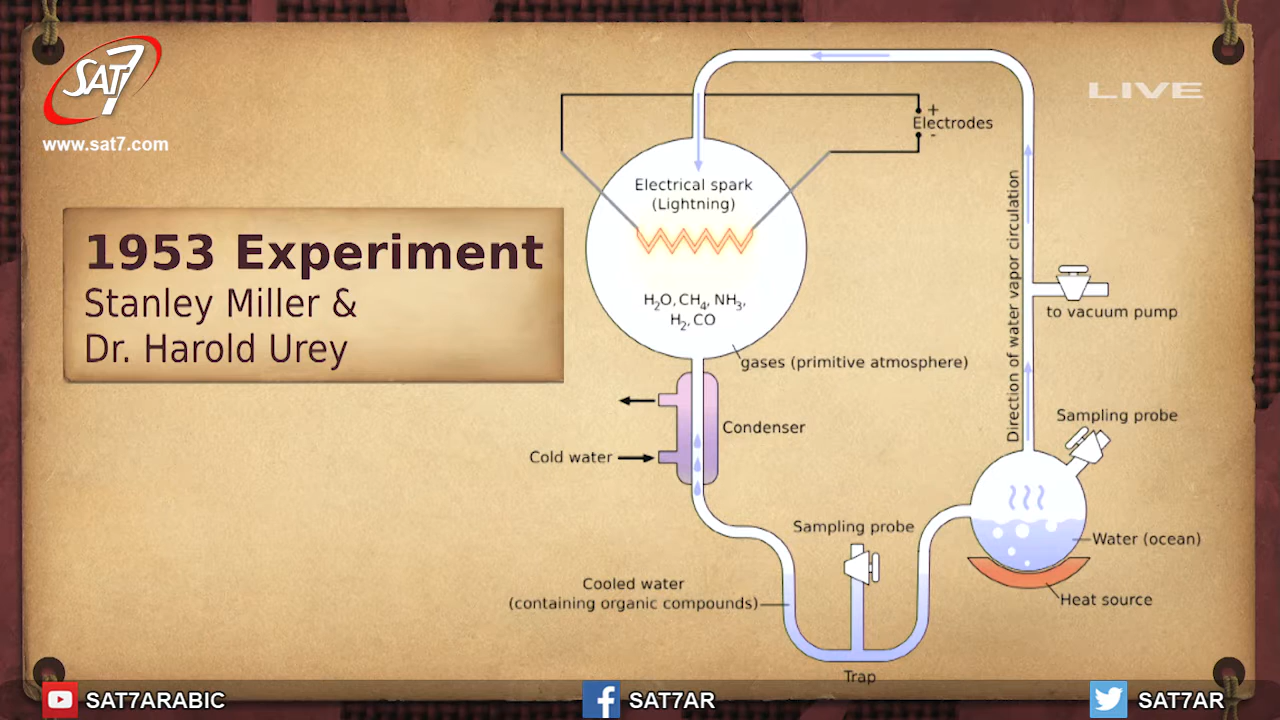 SAT7
www.sat7.com
LIVE
1953 Experiment
Stanley Miller &
Dr. Harold Urey
+
Electrodes
-
Electrical spark
(Lightning)
H₂O, CH₄, NH₃,
H₂, CO
gases (primitive atmosphere)
Direction of water vapor circulation
to vacuum pump
Condenser
Cold water
Sampling probe
Sampling probe
Water (ocean)
Heat source
Cooled water
(containing organic compounds)
Trap
SAT7ARABIC
SAT7AR
SAT7AR